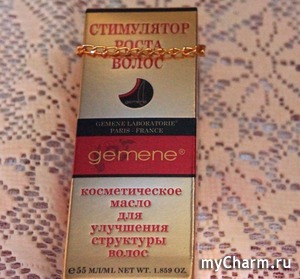 СТИМУЛЯТОР
РОСТА
ВОЛОС
GEMENE LABORATORIE
PARIS - FRANCE
gemene®
косметическое
масло
для
улучшения
структуры
волос
℮ 55 МЛ/ML NET WT. 1.859 OZ.
myCharm.ru